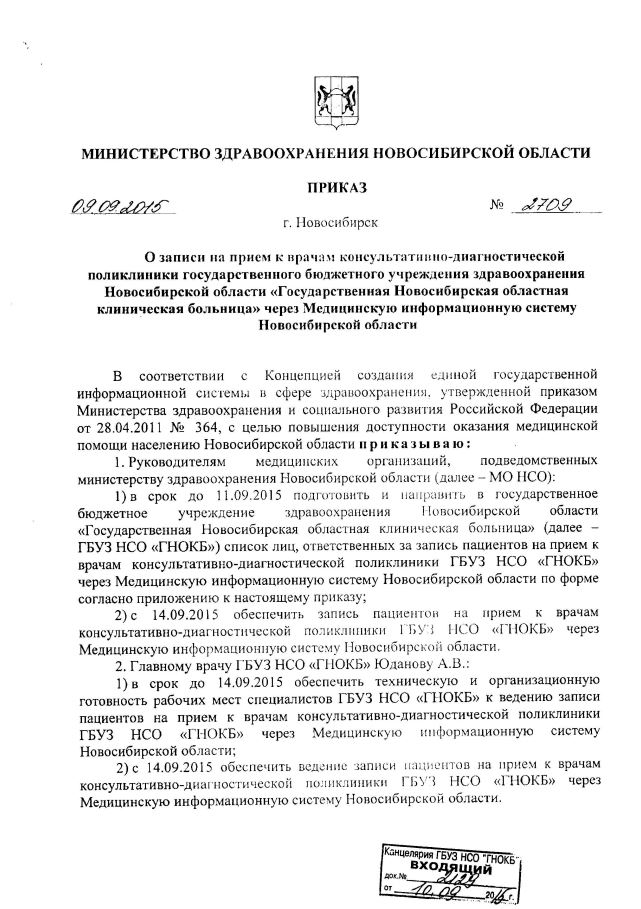 МИНИСТЕРСТВО ЗДРАВООХРАНЕНИЯ НОВОСИБИРСКОЙ ОБЛАСТИ
ПРИКАЗ
09.09.2015 № 2709
г. Новосибирск
О записи на прием к врачам консультативно-диагностической
поликлиники государственного бюджетного учреждения здравоохранения
Новосибирской области «Государственная Новосибирская областная
клиническая больница» через Медицинскую информационную систему
Новосибирской области
В соответствии с Концепцией создания единой государственной
информационной системы в сфере здравоохранения, утвержденной приказом
Министерства здравоохранения и социального развития Российской Федерации
от 28.04.2011 № 364, с целью повышения доступности оказания медицинской
помощи населению Новосибирской области приказываю:
1. Руководителям медицинских организаций, подведомственных
министерству здравоохранения Новосибирской области (далее – МО НСО):
1) в срок до 11.09.2015 подготовить и направить в государственное
бюджетное учреждение здравоохранения Новосибирской области
«Государственная Новосибирская областная клиническая больница» (далее –
ГБУЗ НСО «ГНОКБ») список лиц, ответственных за запись пациентов на прием к
врачам консультативно-диагностической поликлиники ГБУЗ НСО «ГНОКБ»
через Медицинскую информационную систему Новосибирской области по форме
согласно приложению к настоящему приказу;
2) с 14.09.2015 обеспечить запись пациентов на прием к врачам
консультативно-диагностической поликлиники ГБУЗ НСО «ГНОКБ» через
Медицинскую информационную систему Новосибирской области.
2. Главному врачу ГБУЗ НСО «ГНОКБ» Юданову А.В.:
1) в срок до 14.09.2015 обеспечить техническую и организационную
готовность рабочих мест специалистов ГБУЗ НСО «ГНОКБ» к ведению записи
пациентов на прием к врачам консультативно-диагностической поликлиники
ГБУЗ НСО «ГНОКБ» через Медицинскую информационную систему
Новосибирской области;
2) с 14.09.2015 обеспечить ведение записи пациентов на прием к врачам
консультативно-диагностической поликлиники ГБУЗ НСО «ГНОКБ» через
Медицинскую информационную систему Новосибирской области.
Канцелярия ГБУЗ НСО "ГНОКБ"
ВХОДЯЩИЙ
док.№ 2129
от 10.09 2015г.